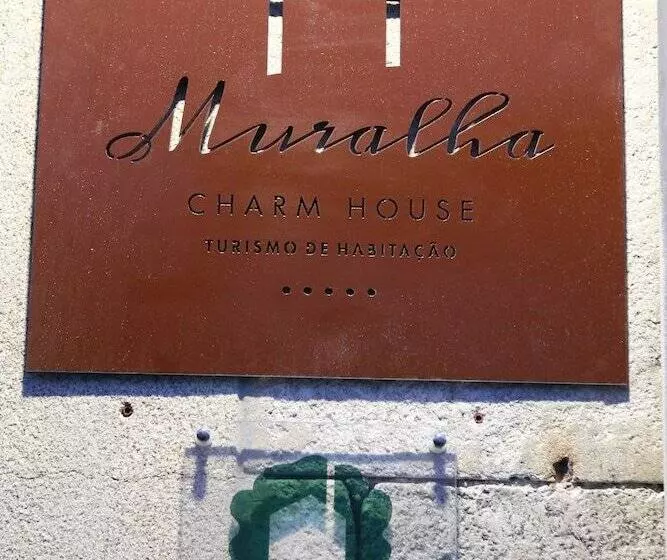 Muralha
CHARM HOUSE
TURISMO DE HABITAÇÃO